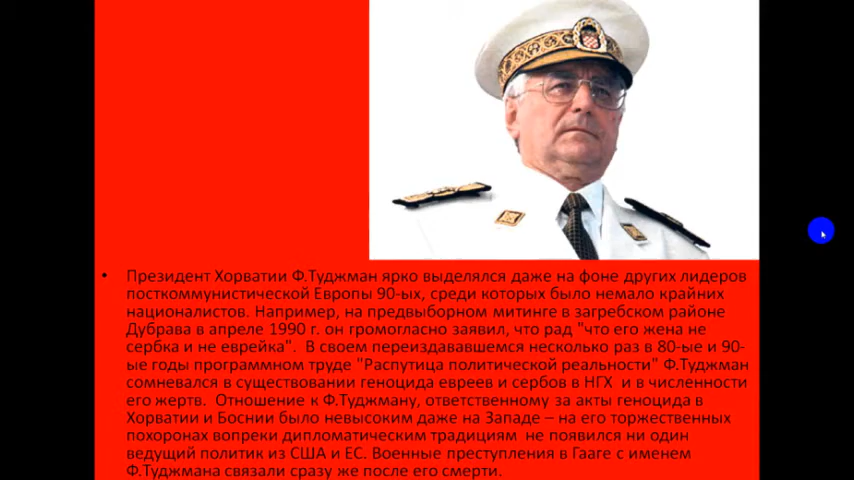 • Президент Хорватии Ф.Туджман ярко выделялся даже на фоне других лидеров
посткоммунистической Европы 90-ых, среди которых было немало крайних
националистов. Например, на предвыборном митинге в загребском районе
Дубрава в апреле 1990 г. он громогласно заявил, что рад "что его жена не
сербка и не еврейка".  В своем переиздававшемся несколько раз в 80-ые и 90-
ые годы программном труде "Распутица политической реальности" Ф.Туджман
сомневался в существовании геноцида евреев и сербов в НГХ  и в численности
его жертв.  Отношение к Ф.Туджману, ответственному за акты геноцида в
Хорватии и Боснии было невысоким даже на Западе – на его торжественных
похоронах вопреки дипломатическим традициям  не появился ни один
ведущий политик из США и ЕС. Военные преступления в Гааге с именем
Ф.Туджмана связали сразу же после его смерти.